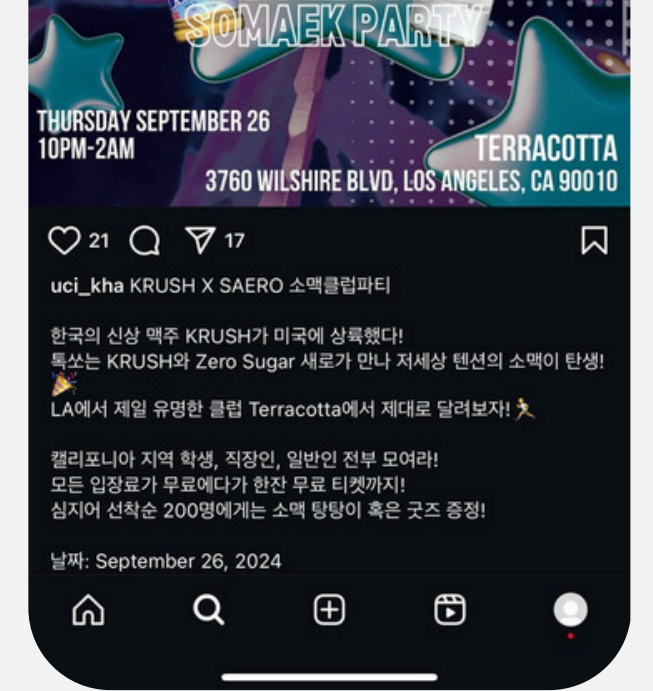 SOMAEK PARTY
THURSDAY SEPTEMBER 26
10PM-2AM
TERRACOTTA
3760 WILSHIRE BLVD, LOS ANGELES, CA 90010
21 17
uci_kha KRUSH X SAERO 소맥클럽파티
한국의 신상 맥주 KRUSH가 미국에 상륙했다!
톡쏘는 KRUSH와 Zero Sugar 새로가 만나 저세상 텐션의 소맥이 탄생!
🎉
LA에서 제일 유명한 클럽 Terracotta에서 제대로 달려보자!🏃
캘리포니아 지역 학생, 직장인, 일반인 전부 모여라!
모든 입장료가 무료에다가 한잔 무료 티켓까지!
심지어 선착순 200명에게는 소맥 탕탕이 혹은 굿즈 증정!
날짜: September 26, 2024